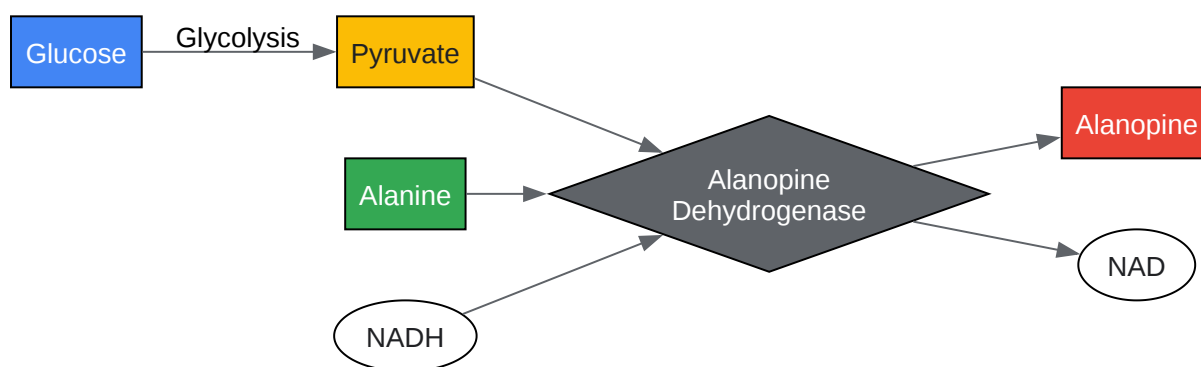 Glucose
Glycolysis
Pyruvate
Alanine
NADH
Alanopine
Dehydrogenase
Alanopine
NAD